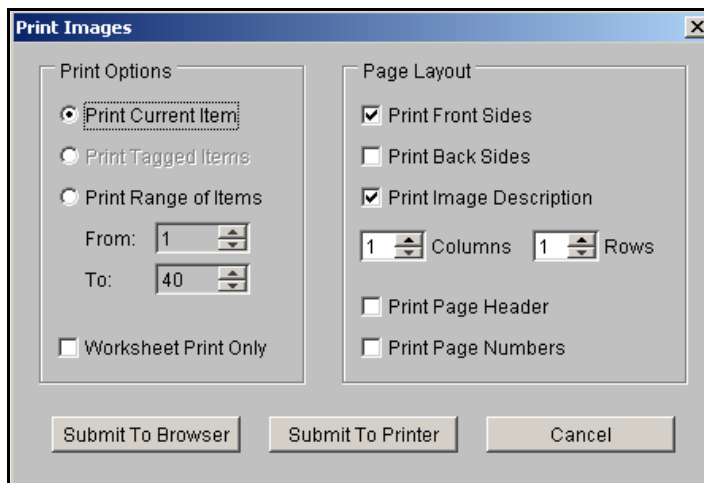 Print Images
Print Options
Print Current Item
Print Tagged Items
Print Range of Items
From: 1
To: 40
Worksheet Print Only
Page Layout
Print Front Sides
Print Back Sides
Print Image Description
1 Columns 1 Rows
Print Page Header
Print Page Numbers
Submit To Browser Submit To Printer Cancel